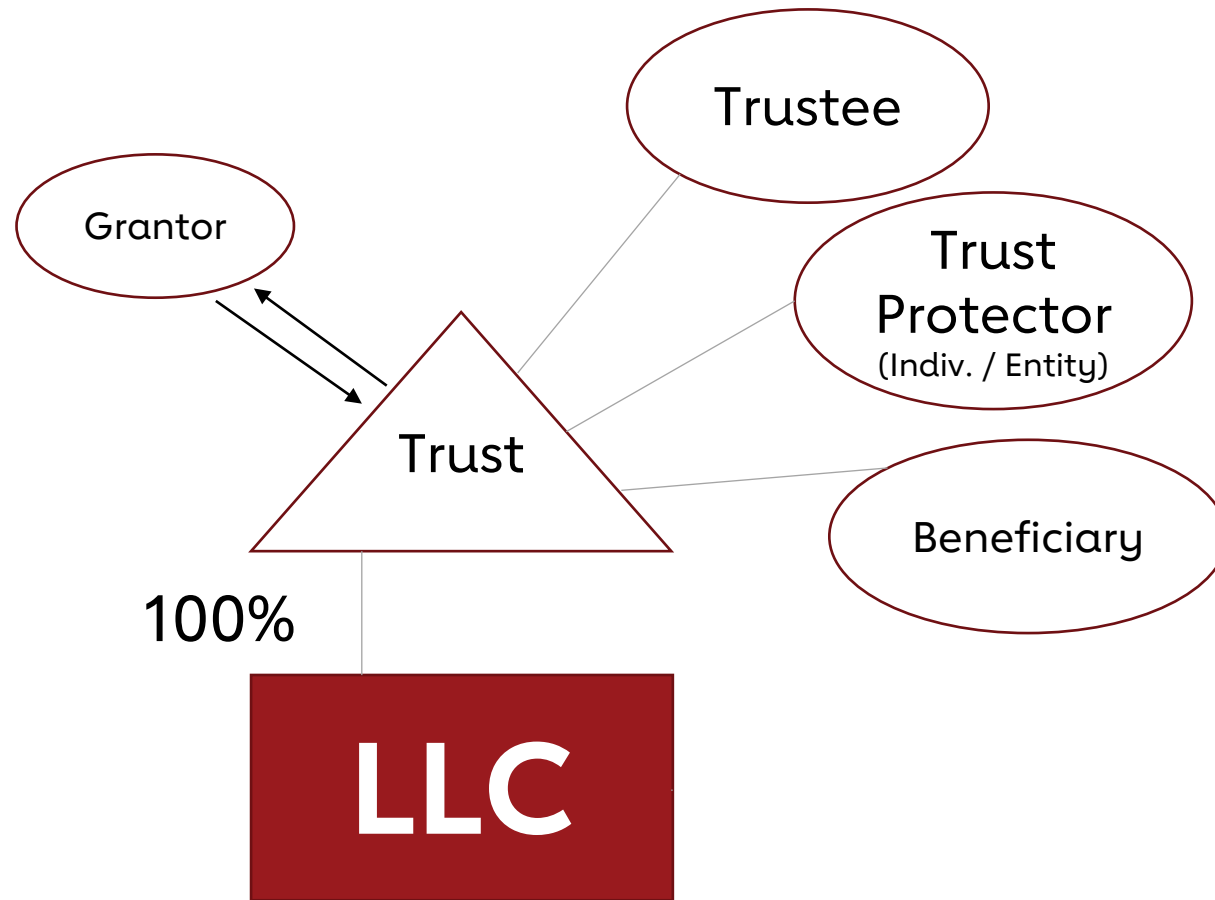 Trustee
Grantor
Trust
Protector
(Indiv. / Entity)
Trust
Beneficiary
100%
LLC